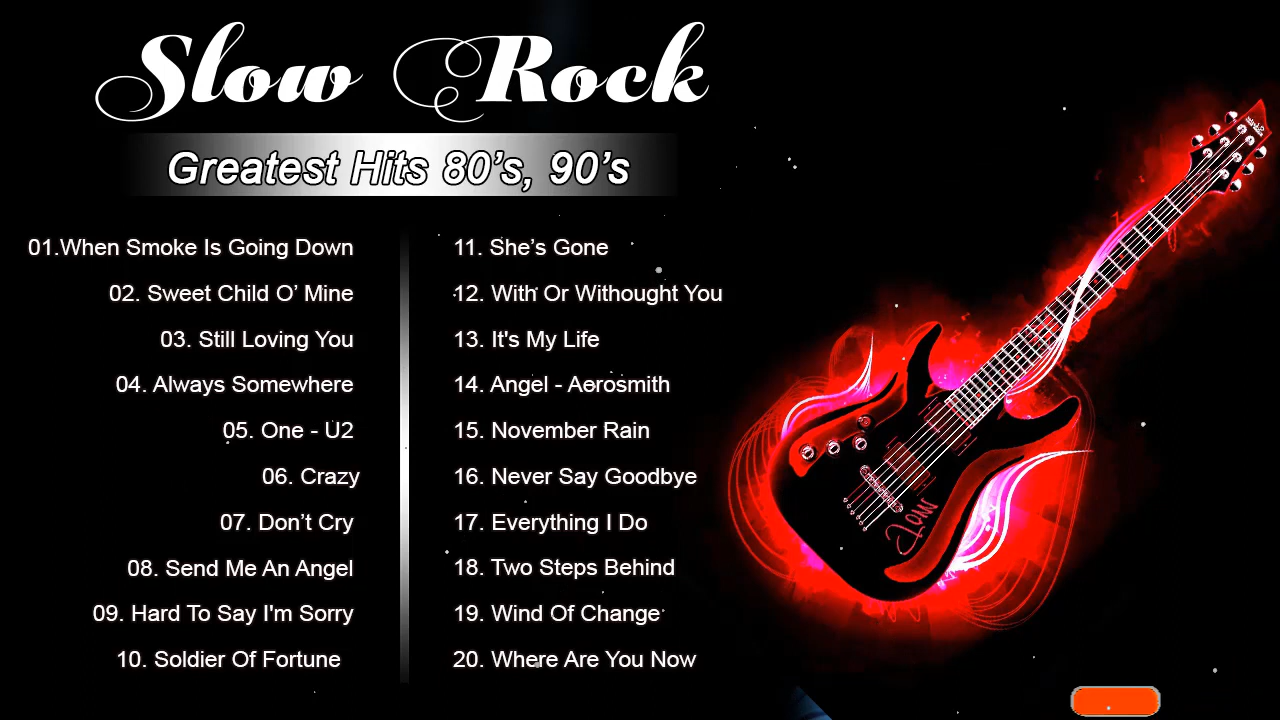 Slow Rock
Greatest Hits 80’s, 90’s
01.When Smoke Is Going Down
02. Sweet Child O’ Mine
03. Still Loving You
04. Always Somewhere
05. One - U2
06. Crazy
07. Don’t Cry
08. Send Me An Angel
09. Hard To Say I'm Sorry
10. Soldier Of Fortune
11. She’s Gone
12. With Or Withought You
13. It's My Life
14. Angel - Aerosmith
15. November Rain
16. Never Say Goodbye
17. Everything I Do
18. Two Steps Behind
19. Wind Of Change
20. Where Are You Now